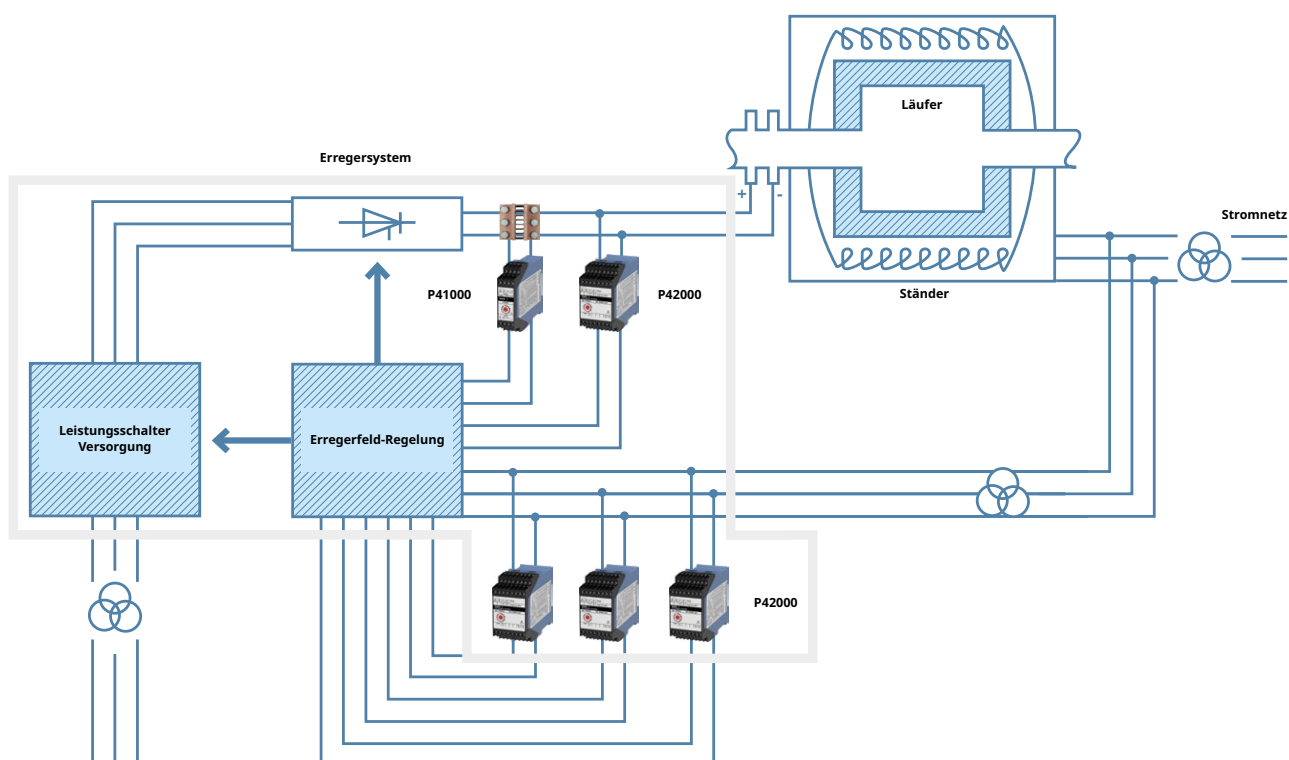 Läufer
Erregersystem
+
-
Stromnetz
P41000
P42000
Ständer
Leistungsschalter
Versorgung
Erregerfeld-Regelung
P42000